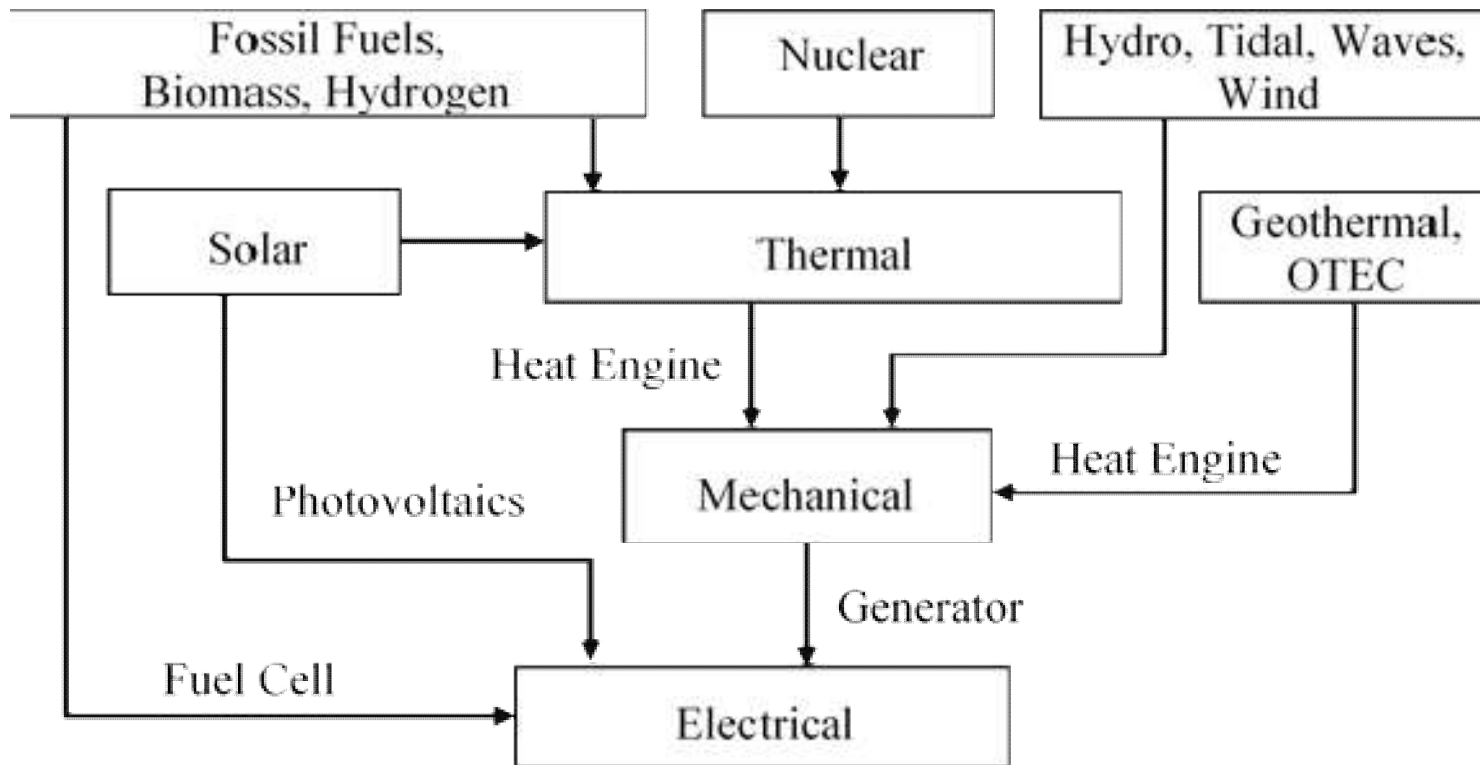 Fossil Fuels,
Biomass, Hydrogen
Nuclear
Hydro, Tidal, Waves,
Wind
Solar
Thermal
Geothermal,
OTEC
Heat Engine
Mechanical
Heat Engine
Photovoltaics
Generator
Fuel Cell
Electrical